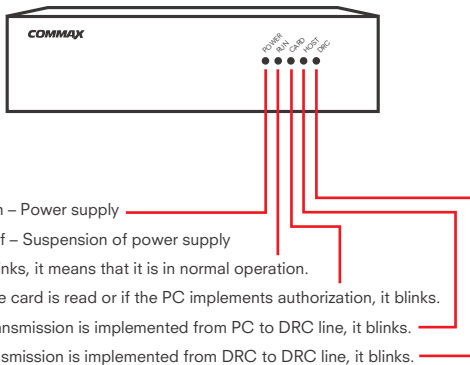 COMMAX
POWER
RUN
CARD
HOST
DRC
– Power supply
– Suspension of power supply
it means that it is in normal operation.
card is read or if the PC implements authorization, it blinks.
is implemented from PC to DRC line, it blinks.
is implemented from DRC to DRC line, it blinks.